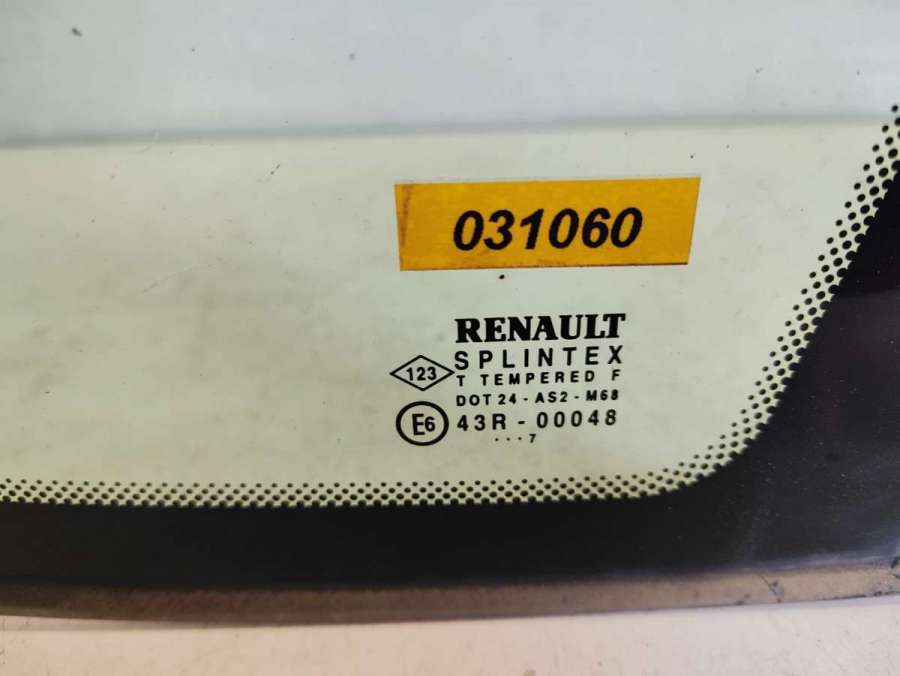 031060
RENAULT
SPLINTEX
123
T TEMPERED F
DOT 24 - AS2 - M68
E6 43R - 00048
...7